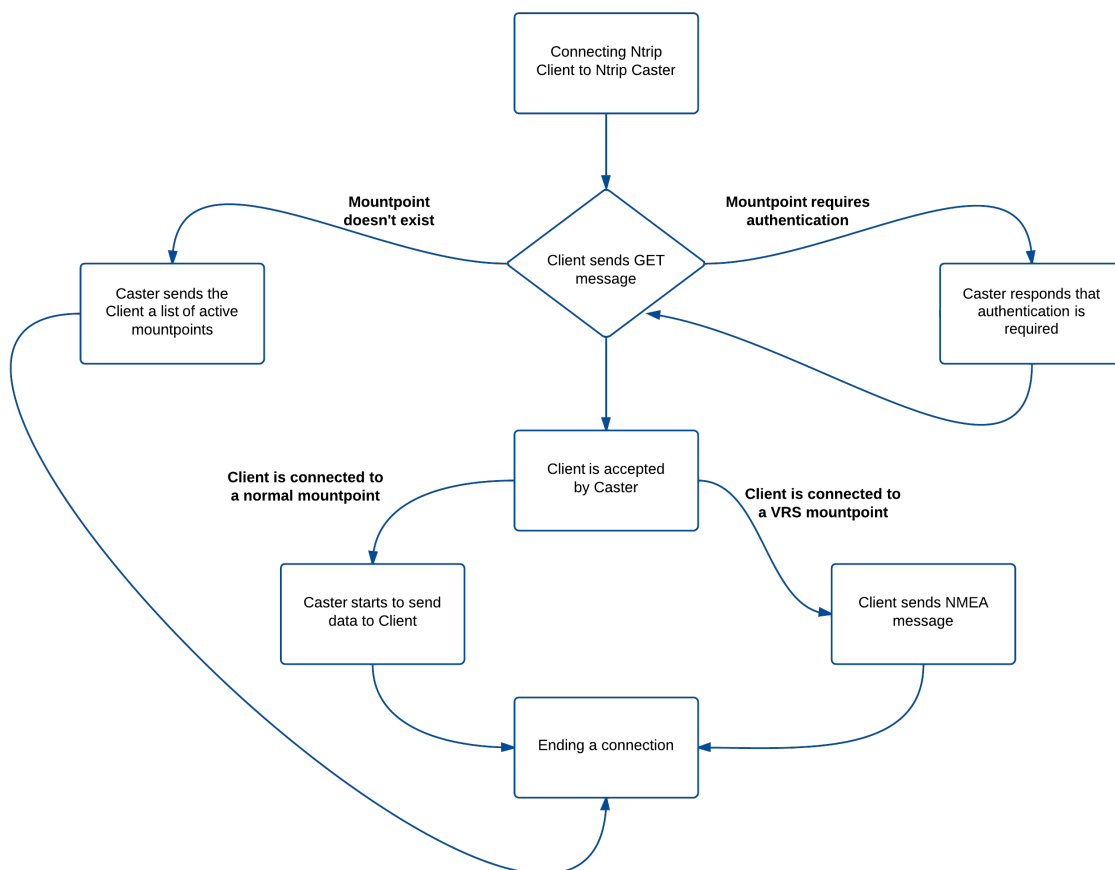 Connecting Ntrip
Client to Ntrip Caster
Mountpoint
doesn't exist
Mountpoint requires
authentication
Client sends GET
message
Caster sends the
Client a list of active
mountpoints
Caster responds that
authentication is
required
Client is accepted
by Caster
Client is connected to
a normal mountpoint
Client is connected to
a VRS mountpoint
Caster starts to send
data to Client
Client sends NMEA
message
Ending a connection